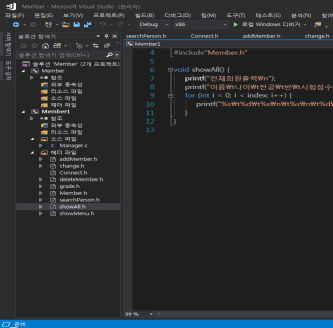 Member - Microsoft Visual Studio (관리자)
파일(F) 편집(E) 보기(V) 프로젝트(P) 빌드(B) 디버그(D) 팀(M) 도구(T) 테스트(S) 분석(N) 창(
Debug x86 로컬 Windows 디버거
솔루션 탐색기
솔루션 탐색기 검색(Ctrl+;)
솔루션 'Member' (2개 프로젝트)
Member
참조
외부 종속성
리소스 파일
소스 파일
헤더 파일
Member1
참조
외부 종속성
리소스 파일
소스 파일
Manager.c
헤더 파일
addMember.h
change.h
Connect.h
deleteMember.h
grade.h
Member.h
searchPerson.h
showAll.h
showMenu.h
searchPerson.h Connect.h addMember.h change.h
Member1
4 #include"Member.h"
5
6 void showAll() {
7 printf("전체회원출력₩n");
8 printf("이름₩t나이₩t전공₩t반₩t시험점수
9 for (int i = 0; i < index; i++) {
10 printf("%s₩t%d₩t%s₩t%s₩t%d₩
11 }
12 }
13
99 %
준비